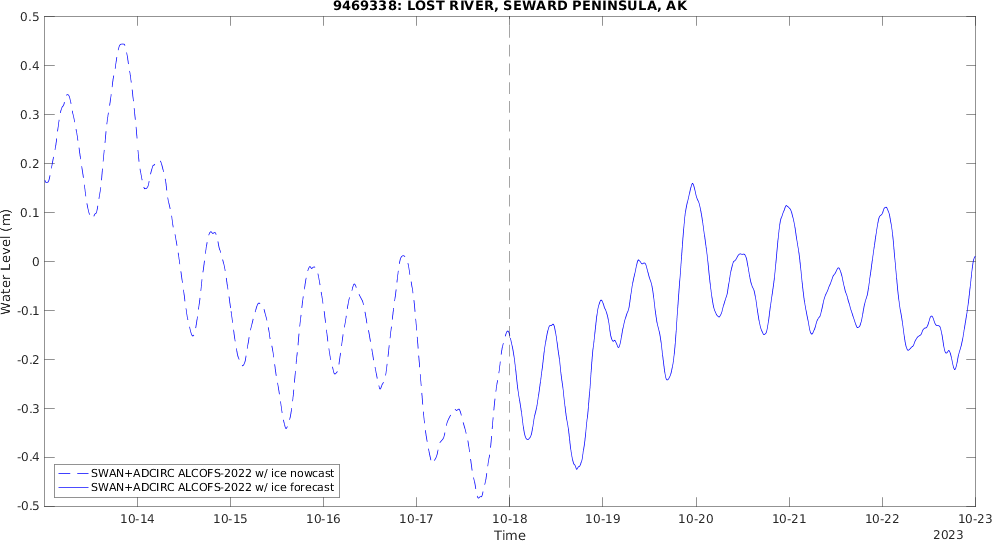 9469338: LOST RIVER, SEWARD PENINSULA, AK
0.5
0.4
0.3
0.2
0.1
0
-0.1
-0.2
-0.3
-0.4
-0.5
Water Level (m)
SWAN+ADCIRC ALCOFS-2022 w/ ice nowcast
SWAN+ADCIRC ALCOFS-2022 w/ ice forecast
10-14 10-15 10-16 10-17 10-18 10-19 10-20 10-21 10-22 10-23
Time
2023